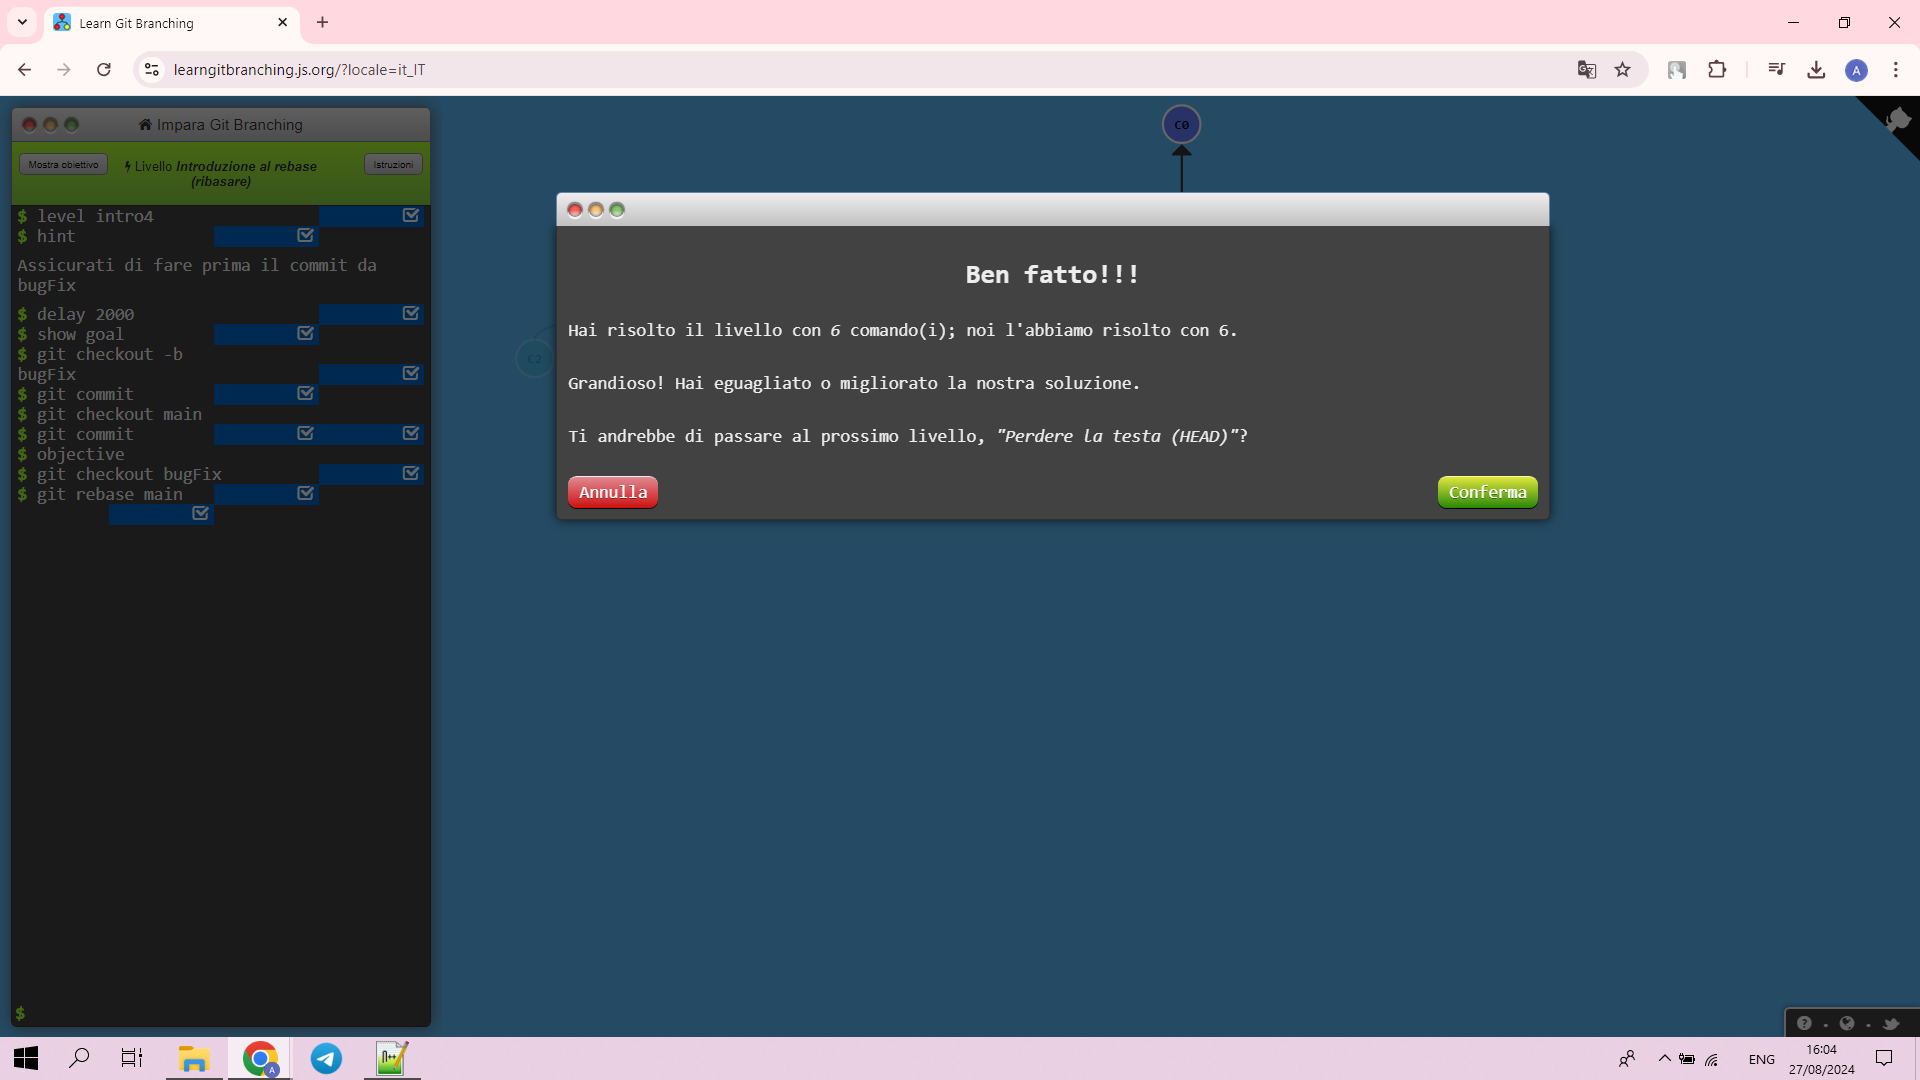 Learn Git Branching
learngitbranching.js.org/?locale=it_IT
A
Impara Git Branching
Mostra obiettivo
Livello Introduzione al rebase
(ribasare)
Istruzioni
$ level intro4
$ hint
Assicurati di fare prima il commit da
bugFix
$ delay 2000
$ show goal
$ git checkout -b
bugFix
$ git commit
$ git checkout main
$ git commit
$ objective
$ git checkout bugFix
$ git rebase main
$
C0
C2
Ben fatto!!!
Hai risolto il livello con 6 comando(i); noi l'abbiamo risolto con 6.
Grandioso! Hai eguagliato o migliorato la nostra soluzione.
Ti andrebbe di passare al prossimo livello, "Perdere la testa (HEAD)"?
Annulla
Conferma
A
ENG
16:04
27/08/2024